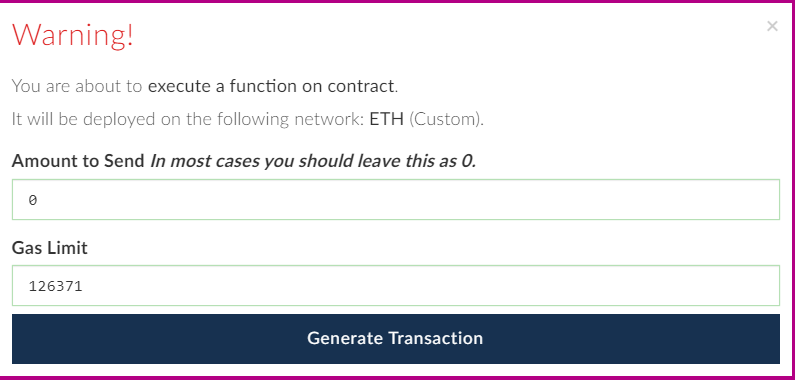 Warning!
×
You are about to execute a function on contract.
It will be deployed on the following network: ETH (Custom).
Amount to Send In most cases you should leave this as 0.
0
Gas Limit
126371
Generate Transaction